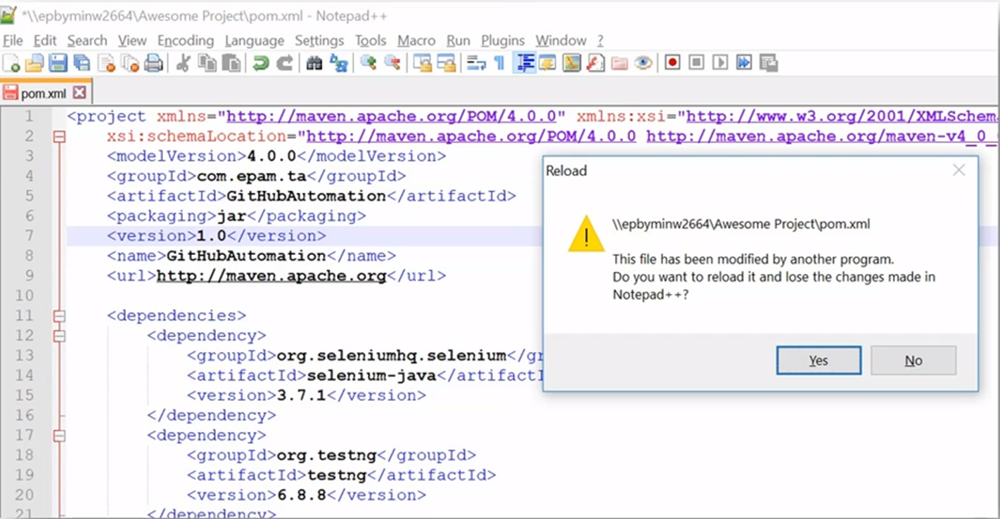 *\\epbyminw2664\Awesome Project\pom.xml - Notepad++
File Edit Search View Encoding Language Settings Tools Macro Run Plugins Window ?
pom.xml
1 <project xmlns="http://maven.apache.org/POM/4.0.0" xmlns:xsi="http://www.w3.org/2001/XMLSchem
2 xsi:schemaLocation="http://maven.apache.org/POM/4.0.0 http://maven.apache.org/maven-v4_0_
3 <modelVersion>4.0.0</modelVersion>
4 <groupId>com.epam.ta</groupId>
5 <artifactId>GitHubAutomation</artifactId>
6 <packaging>jar</packaging>
7 <version>1.0</version>
8 <name>GitHubAutomation</name>
9 <url>http://maven.apache.org</url>
10
11 <dependencies>
12 <dependency>
13 <groupId>org.seleniumhq.selenium</gr
14 <artifactId>selenium-java</artifactI
15 <version>3.7.1</version>
16 </dependency>
17 <dependency>
18 <groupId>org.testng</groupId>
19 <artifactId>testng</artifactId>
20 <version>6.8.8</version>
21 </dependency>
Reload
\\epbyminw2664\Awesome Project\pom.xml
This file has been modified by another program.
Do you want to reload it and lose the changes made in
Notepad++?
Yes No